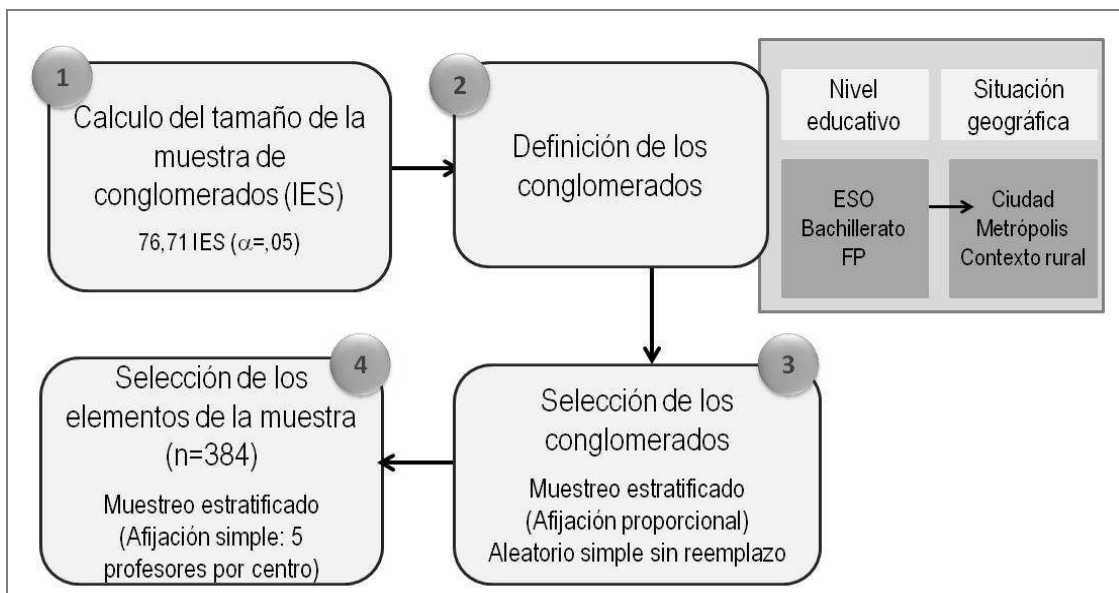 1
Calculo del tamaño de la
muestra de
conglomerados (IES)
76,71 IES (α=,05)
2
Definición de los
conglomerados
Nivel
educativo
Situación
geográfica
ESO
Bachillerato
FP
Ciudad
Metrópolis
Contexto rural
3
Selección de los
conglomerados
Muestreo estratificado
(Afijación proporcional)
Aleatorio simple sin reemplazo
4
Selección de los
elementos de la muestra
(n=384)
Muestreo estratificado
(Afijación simple: 5
profesores por centro)